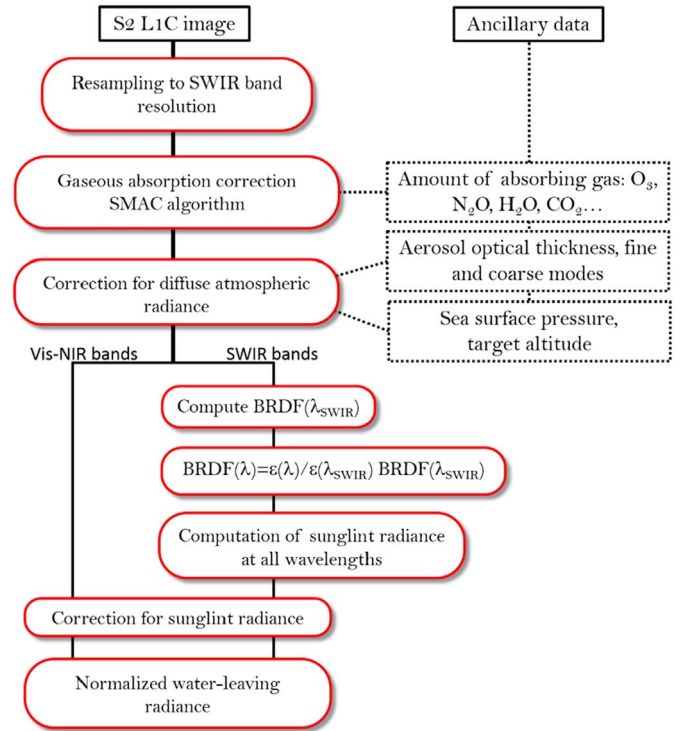 S2 L1C image
Ancillary data
Resampling to SWIR band
resolution
Gaseous absorption correction
SMAC algorithm
Amount of absorbing gas: O₃,
N₂O, H₂O, CO₂…
Aerosol optical thickness, fine
and coarse modes
Correction for diffuse atmospheric
radiance
Sea surface pressure,
target altitude
Vis-NIR bands
SWIR bands
Compute BRDF(λSWIR)
BRDF(λ)=ε(λ)/ε(λSWIR) BRDF(λSWIR)
Computation of sunglint radiance
at all wavelengths
Correction for sunglint radiance
Normalized water-leaving
radiance